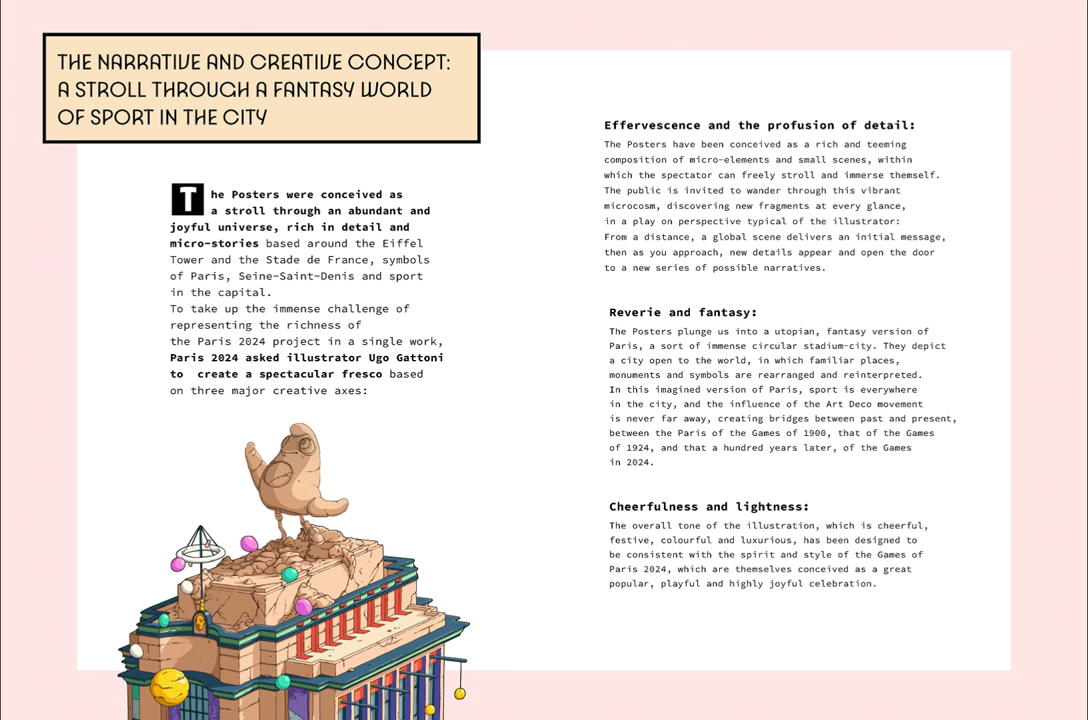 THE NARRATIVE AND CREATIVE CONCEPT:
A STROLL THROUGH A FANTASY WORLD
OF SPORT IN THE CITY
The Posters were conceived as
a stroll through an abundant and
joyful universe, rich in detail and
micro-stories based around the Eiffel
Tower and the Stade de France, symbols
of Paris, Seine-Saint-Denis and sport
in the capital.
To take up the immense challenge of
representing the richness of
the Paris 2024 project in a single work,
Paris 2024 asked illustrator Ugo Gattoni
to create a spectacular fresco based
on three major creative axes:
Effervescence and the profusion of detail:
The Posters have been conceived as a rich and teeming
composition of micro-elements and small scenes, within
which the spectator can freely stroll and immerse themself.
The public is invited to wander through this vibrant
microcosm, discovering new fragments at every glance,
in a play on perspective typical of the illustrator:
From a distance, a global scene delivers an initial message,
then as you approach, new details appear and open the door
to a new series of possible narratives.
Reverie and fantasy:
The Posters plunge us into a utopian, fantasy version of
Paris, a sort of immense circular stadium-city. They depict
a city open to the world, in which familiar places,
monuments and symbols are rearranged and reinterpreted.
In this imagined version of Paris, sport is everywhere
in the city, and the influence of the Art Deco movement
is never far away, creating bridges between past and present,
between the Paris of the Games of 1900, that of the Games
of 1924, and that a hundred years later, of the Games
in 2024.
Cheerfulness and lightness:
The overall tone of the illustration, which is cheerful,
festive, colourful and luxurious, has been designed to
be consistent with the spirit and style of the Games of
Paris 2024, which are themselves conceived as a great
popular, playful and highly joyful celebration.